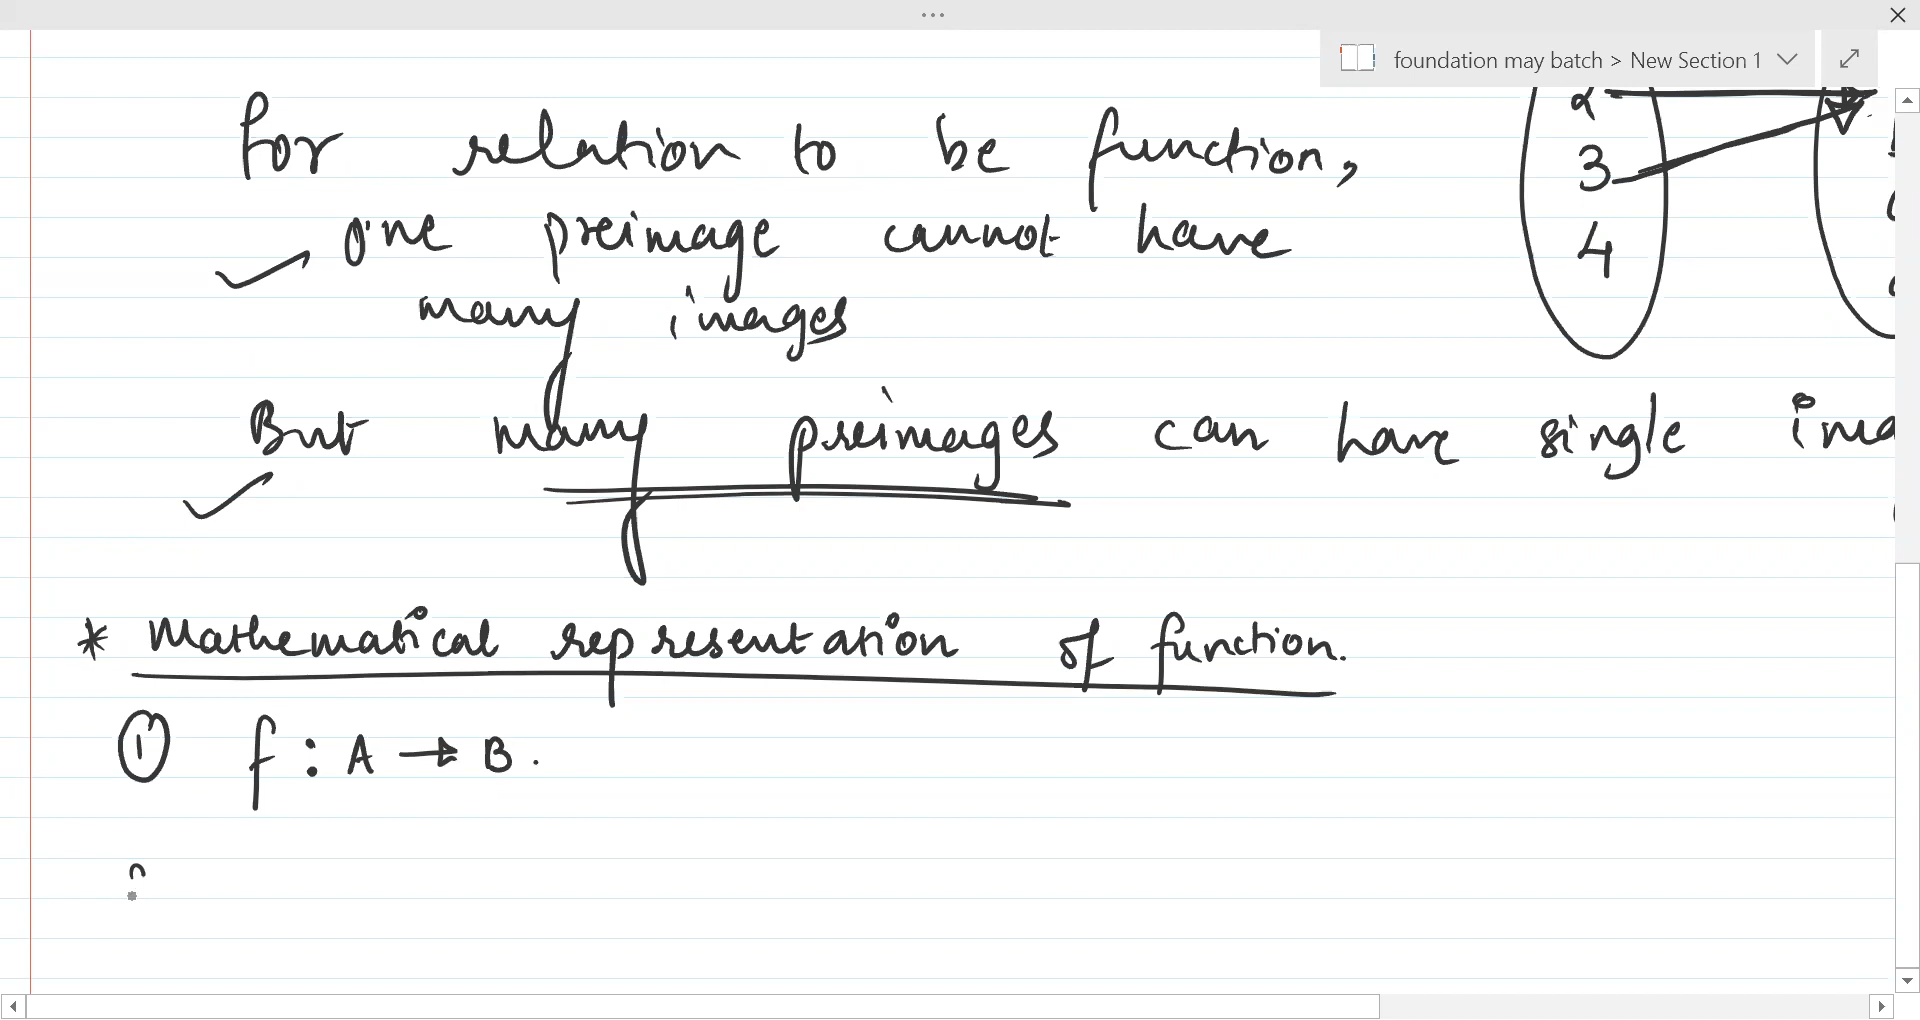 foundation may batch > New Section 1
For relation to be function,
one preimage cannot have
many images
2
3
4
But many preimages can have single
* Mathematical representation of function.
① f : A → B .